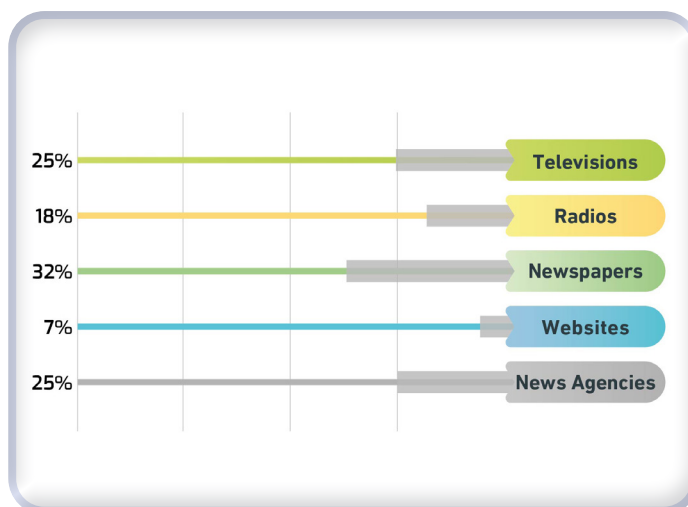 25% Televisions
18% Radios
32% Newspapers
7% Websites
25% News Agencies